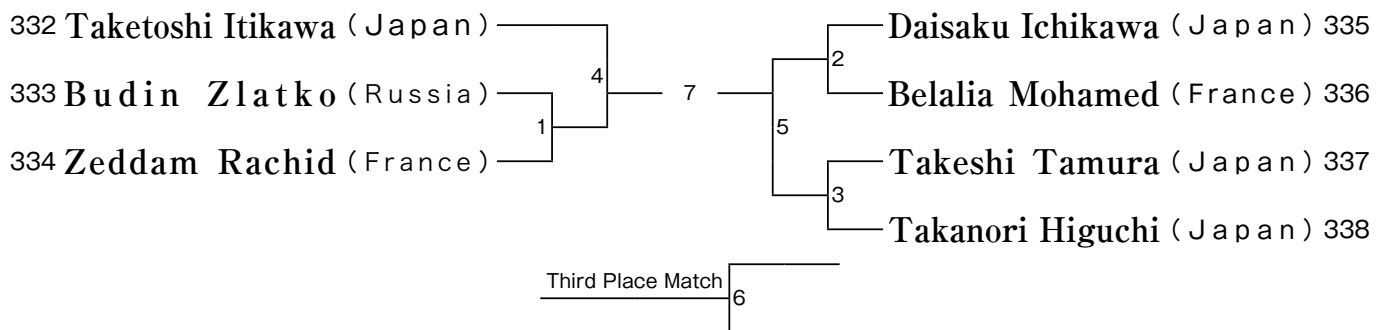 332 Taketoshi Itikawa (Japan)
4
333 Budin Zlatko (Russia)
1
334 Zeddam Rachid (France)
7
Daisaku Ichikawa (Japan) 335
2
Belalia Mohamed (France) 336
5
Takeshi Tamura (Japan) 337
3
Takanori Higuchi (Japan) 338
Third Place Match
6